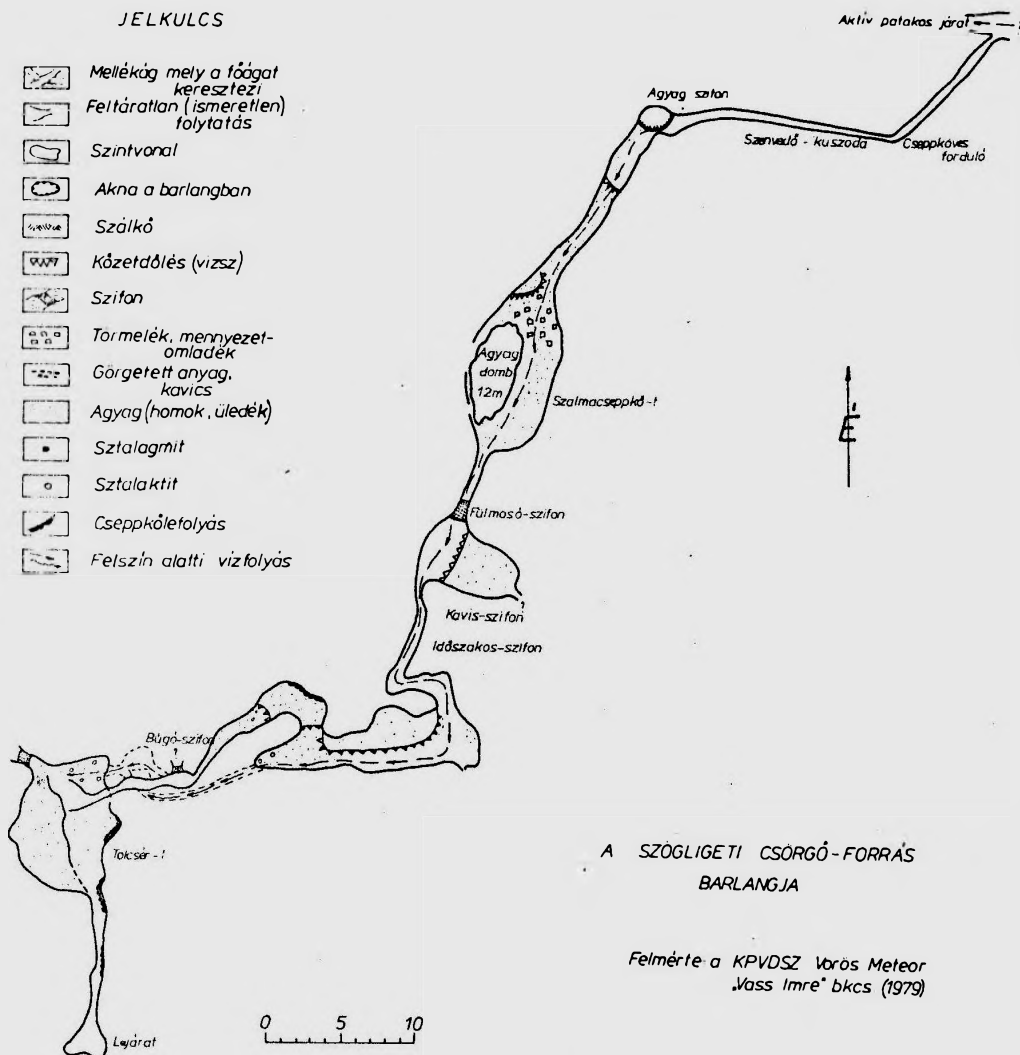 JELKULCS
Mellékág mely a főágat
keresztezi
Feltáratlan (ismeretlen)
folytatás
Szintvonal
Akna a barlangban
Szálkő
Kőzetdőlés (vízsz)
Szifon
Törmelék, mennyezet-
omladék
Görgetett anyag,
kavics
Agyag (homok, üledék)
Sztalagmit
Sztalaktit
Cseppkőlefolyás
Felszín alatti vízfolyás
Aktív patakos járat
?
Agyag szifon
Szenvedő - kuszoda
Cseppköves
forduló
Agyag
domb
12m
Szalmacseppkő-t
É
Fülmosó-szifon
?
Kavis-szifon
Időszakos-szifon
Búgó-szifon
Tölcsér-t
Lejárat
0 5 10
A SZÖGLIGETI CSÖRGŐ-FORRÁS
BARLANGJA
Felmérte a KPVDSZ Vörös Meteor
„Vass Imre" bkcs (1979)